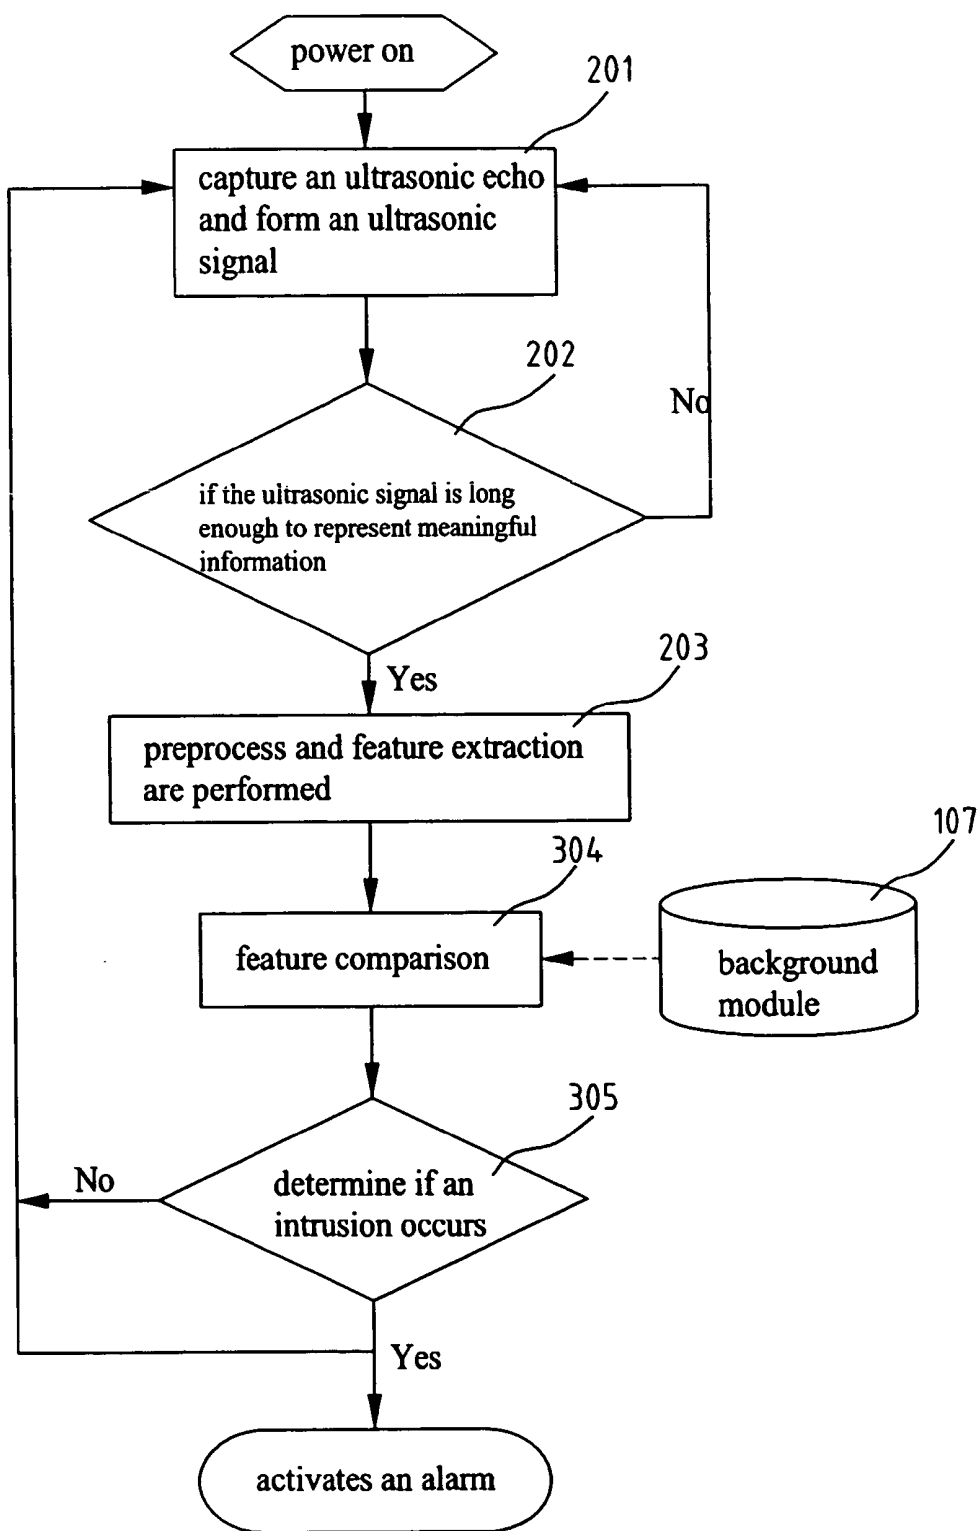 power on
201
capture an ultrasonic echo
and form an ultrasonic
signal
202
No
if the ultrasonic signal is long
enough to represent meaningful
information
203
Yes
preprocess and feature extraction
are performed
304
107
feature comparison
background
module
305
No
determine if an
intrusion occurs
Yes
activates an alarm